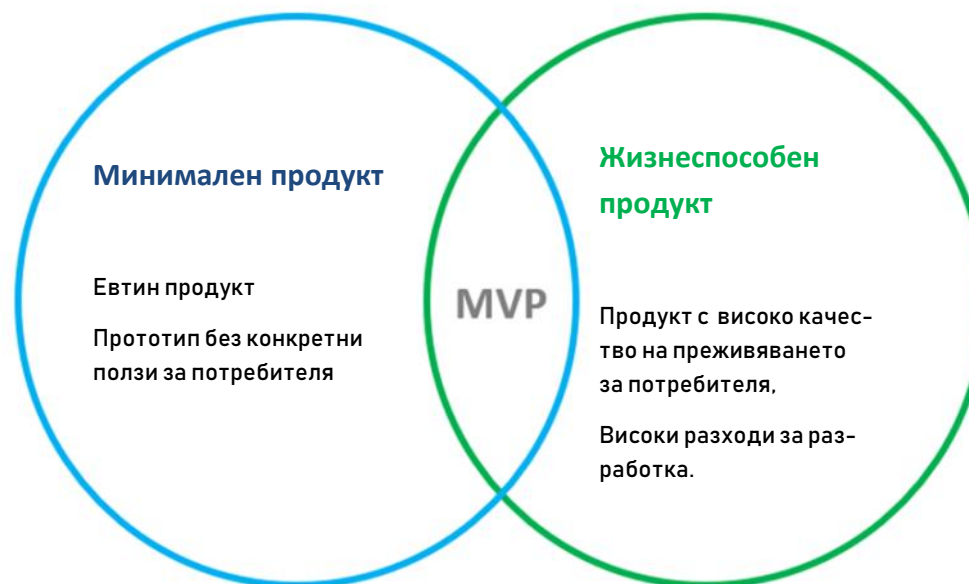 Минимален продукт
Евтин продукт
Прототип без конкретни
ползи за потребителя
MVP
Жизнеспособен
продукт
Продукт с високо качес-
тво на преживяването
за потребителя,
Високи разходи за раз-
работка.